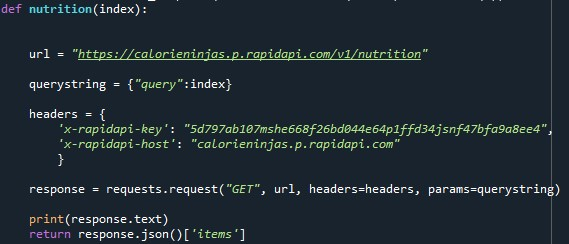 def nutrition(index):
url = "https://calorieninjas.p.rapidapi.com/v1/nutrition"
querystring = {"query":index}
headers = {
'x-rapidapi-key': "5d797ab107mshe668f26bd044e64p1ffd34jsnf47bfa9a8ee4",
'x-rapidapi-host': "calorieninjas.p.rapidapi.com"
}
response = requests.request("GET", url, headers=headers, params=querystring)
print(response.text)
return response.json()['items']